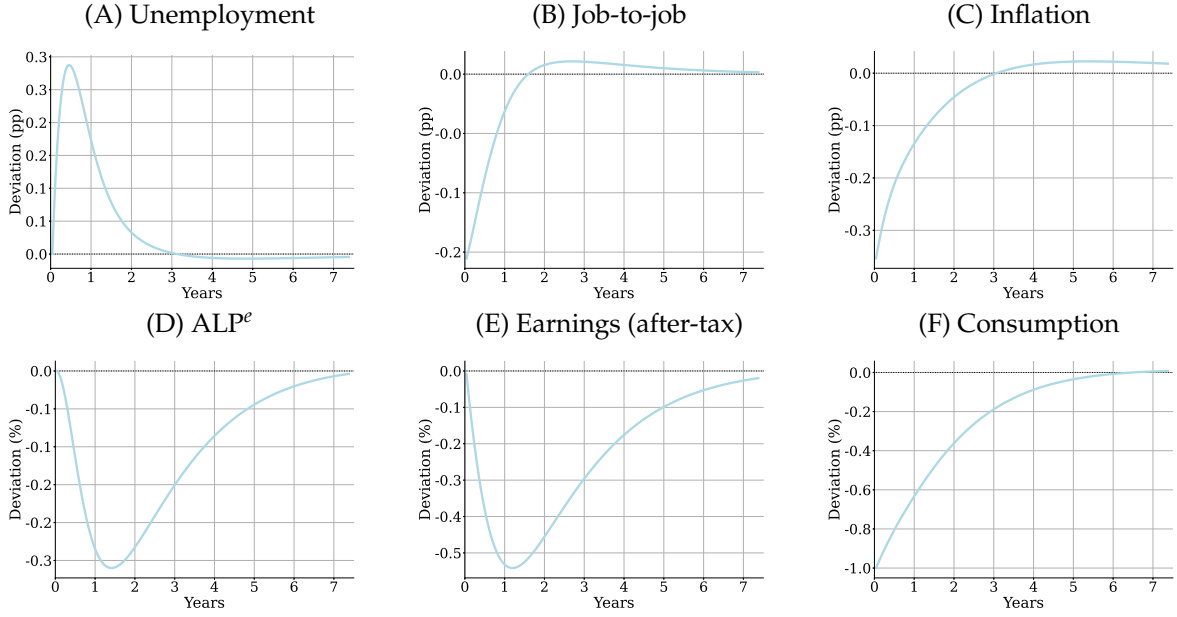 (A) Unemployment
Deviation (pp)
0.3
0.3
0.2
0.2
0.1
0.1
0.0
0 1 2 3 4 5 6 7
Years
(B) Job-to-job
Deviation (pp)
0.0
-0.0
-0.1
-0.2
0 1 2 3 4 5 6 7
Years
(C) Inflation
Deviation (pp)
0.0
-0.1
-0.2
-0.3
0 1 2 3 4 5 6 7
Years
(D) ALPᵉ
Deviation (%)
0.0
-0.1
-0.1
-0.2
-0.2
-0.3
0 1 2 3 4 5 6 7
Years
(E) Earnings (after-tax)
Deviation (%)
0.0
-0.1
-0.2
-0.3
-0.4
-0.5
0 1 2 3 4 5 6 7
Years
(F) Consumption
Deviation (%)
0.0
-0.2
-0.4
-0.6
-0.8
-1.0
0 1 2 3 4 5 6 7
Years